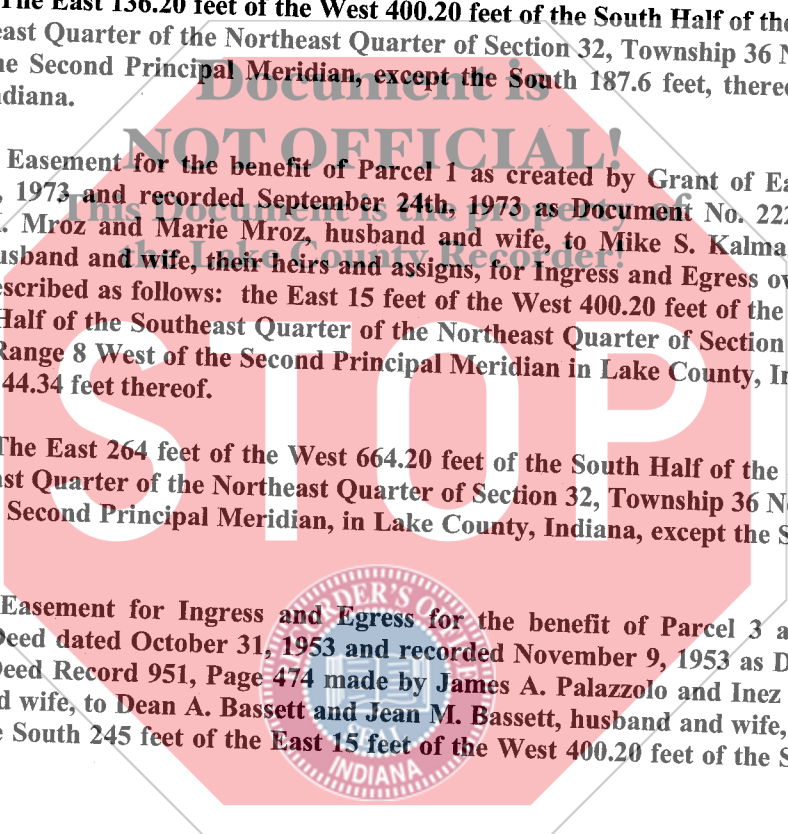 The East 136.20 feet of the West 400.20 feet of the South Half of the
east Quarter of the Northeast Quarter of Section 32, Township 36 N
he Second Principal Meridian, except the South 187.6 feet, there
ndiana.
Document is
NOT OFFICIAL!
Easement for the benefit of Parcel 1 as created by Grant of Ea
, 1973 and recorded September 24th, 1973 as Document No. 222
This Document is the property of
. Mroz and Marie Mroz, husband and wife, to Mike S. Kalma
the Lake County Recorder!
usband and wife, their heirs and assigns, for Ingress and Egress ov
escribed as follows: the East 15 feet of the West 400.20 feet of the
Half of the Southeast Quarter of the Northeast Quarter of Section
Range 8 West of the Second Principal Meridian in Lake County, In
44.34 feet thereof.
STOP
The East 264 feet of the West 664.20 feet of the South Half of the
ast Quarter of the Northeast Quarter of Section 32, Township 36 N
Second Principal Meridian, in Lake County, Indiana, except the S
Easement for Ingress and Egress for the benefit of Parcel 3 a
Deed dated October 31, 1953 and recorded November 9, 1953 as D
Deed Record 951, Page 474 made by James A. Palazzolo and Inez
d wife, to Dean A. Bassett and Jean M. Bassett, husband and wife,
e South 245 feet of the East 15 feet of the West 400.20 feet of the S
SEAL
INDIANA